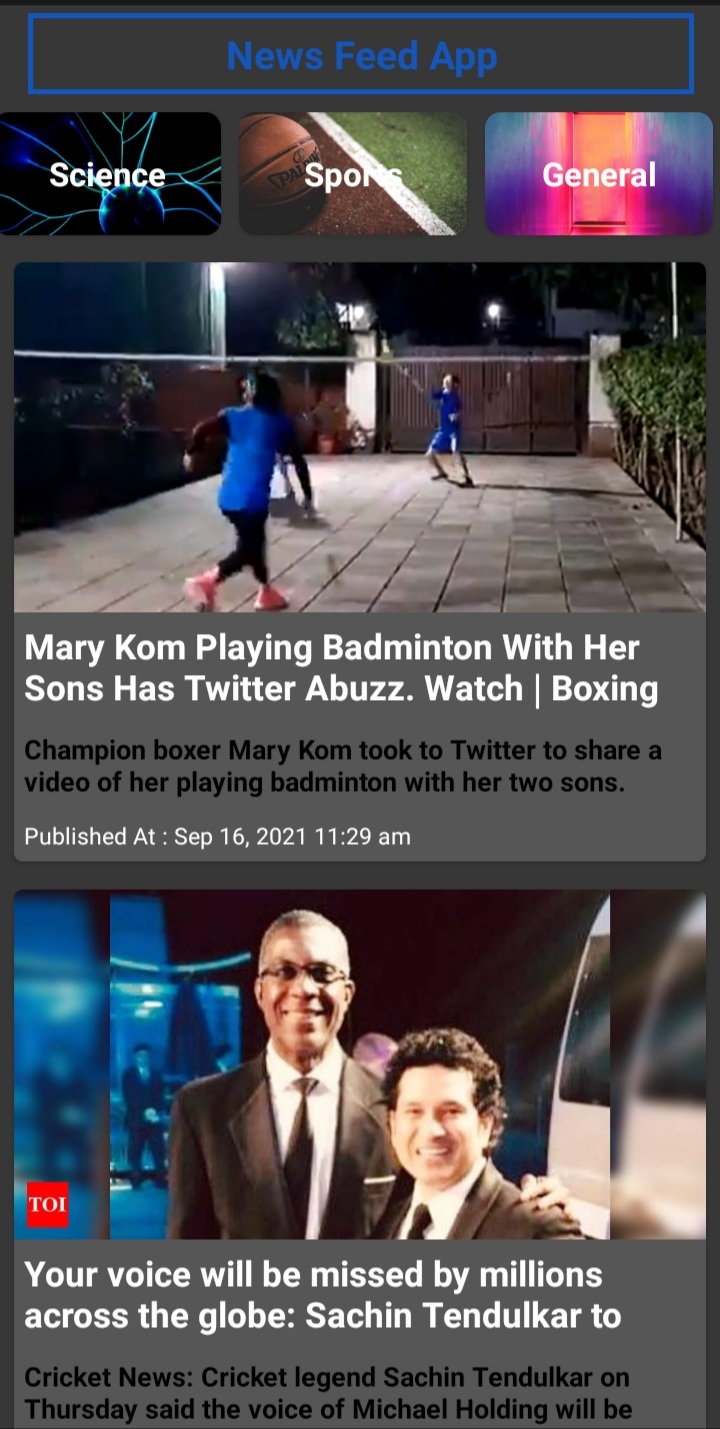 News Feed App
Science
Sports
General
SPALDING
Mary Kom Playing Badminton With Her
Sons Has Twitter Abuzz. Watch | Boxing
Champion boxer Mary Kom took to Twitter to share a
video of her playing badminton with her two sons.
Published At : Sep 16, 2021 11:29 am
TOI
Your voice will be missed by millions
across the globe: Sachin Tendulkar to
Cricket News: Cricket legend Sachin Tendulkar on
Thursday said the voice of Michael Holding will be